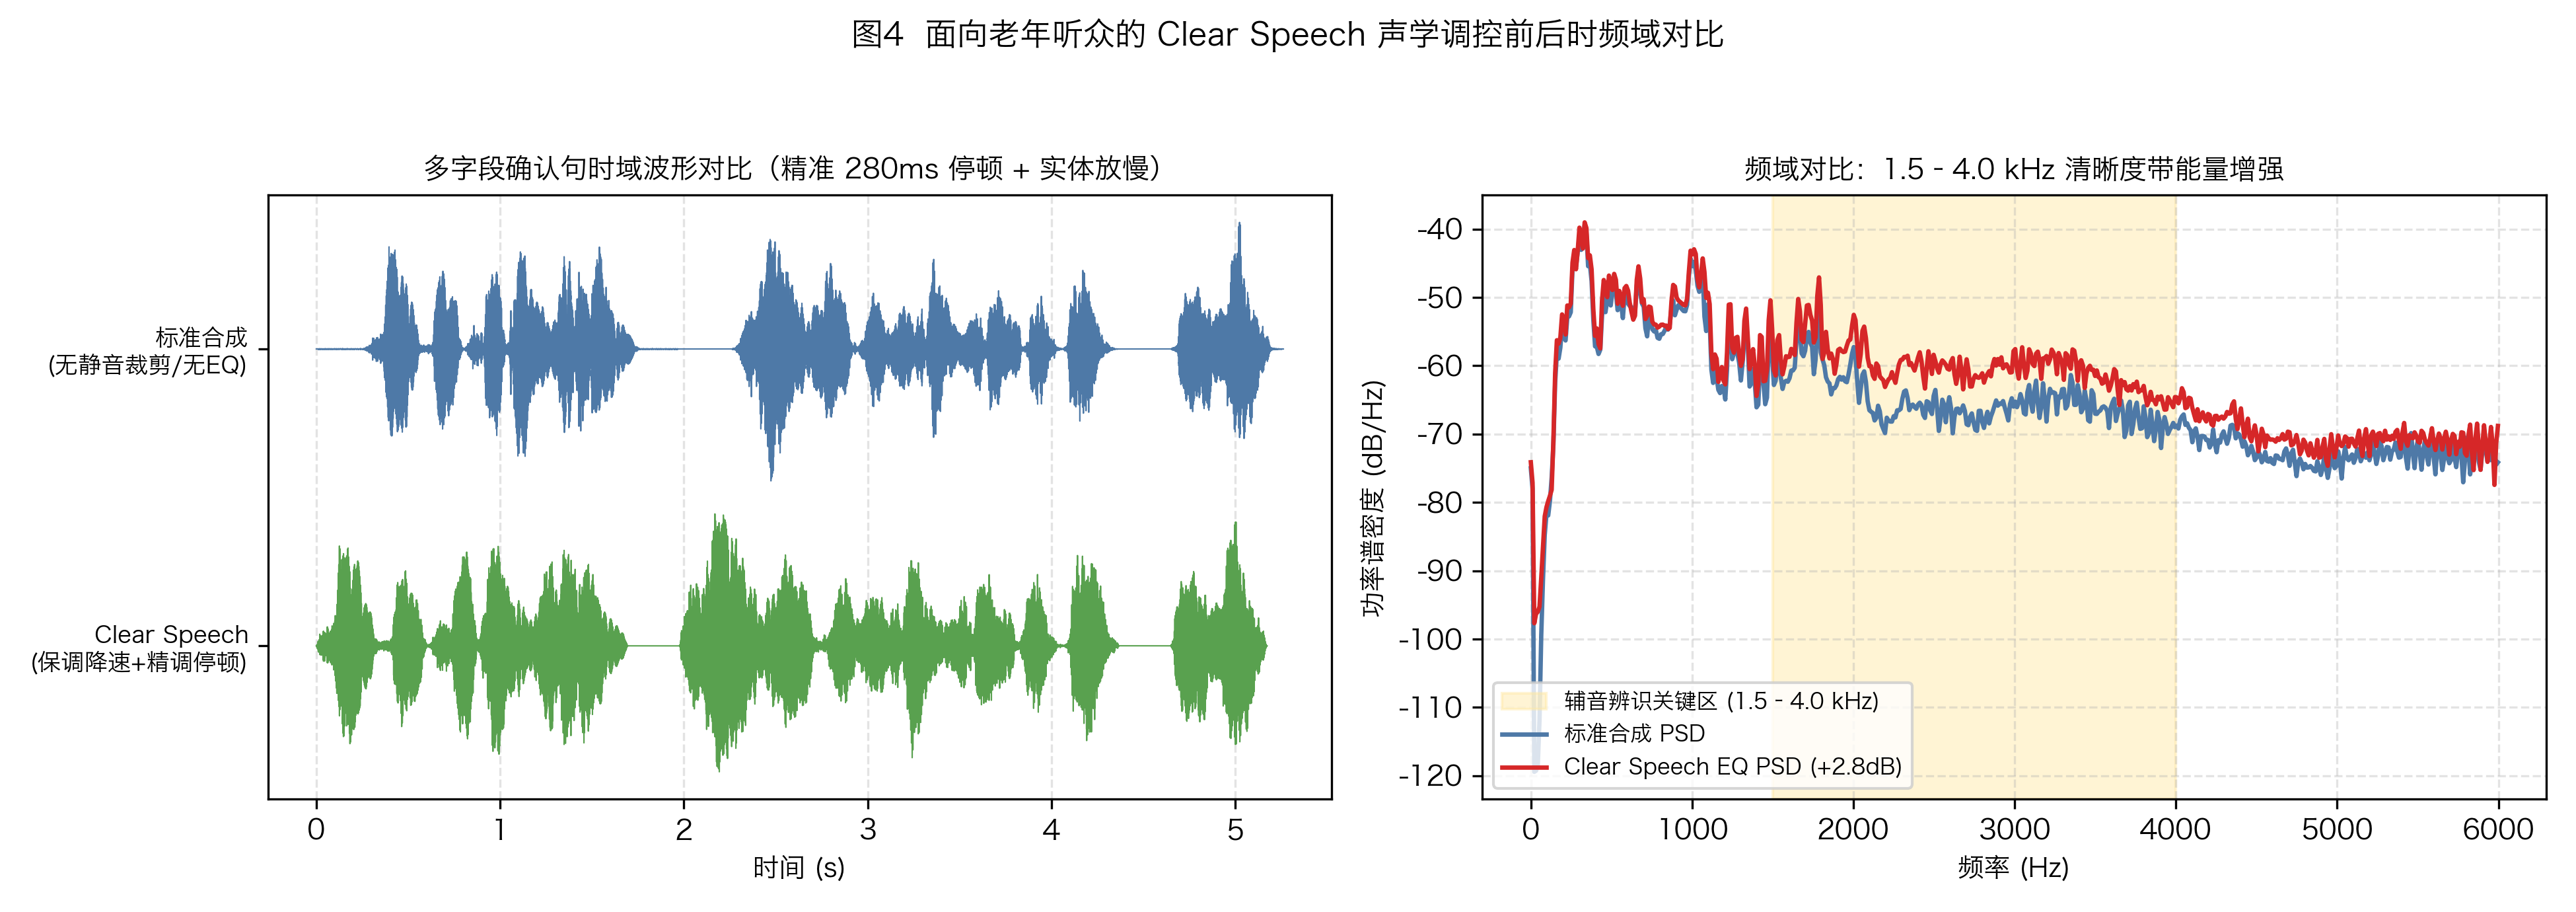 图4  面向老年听众的 Clear Speech 声学调控前后时频域对比
多字段确认句时域波形对比（精准 280ms 停顿 + 实体放慢）
标准合成
(无静音裁剪/无EQ)
Clear Speech
(保调降速+精调停顿)
0 1 2 3 4 5
时间 (s)
频域对比：1.5 - 4.0 kHz 清晰度带能量增强
功率谱密度 (dB/Hz)
-40
-50
-60
-70
-80
-90
-100
-110
-120
辅音辨识关键区 (1.5 - 4.0 kHz)
标准合成 PSD
Clear Speech EQ PSD (+2.8dB)
0 1000 2000 3000 4000 5000 6000
频率 (Hz)